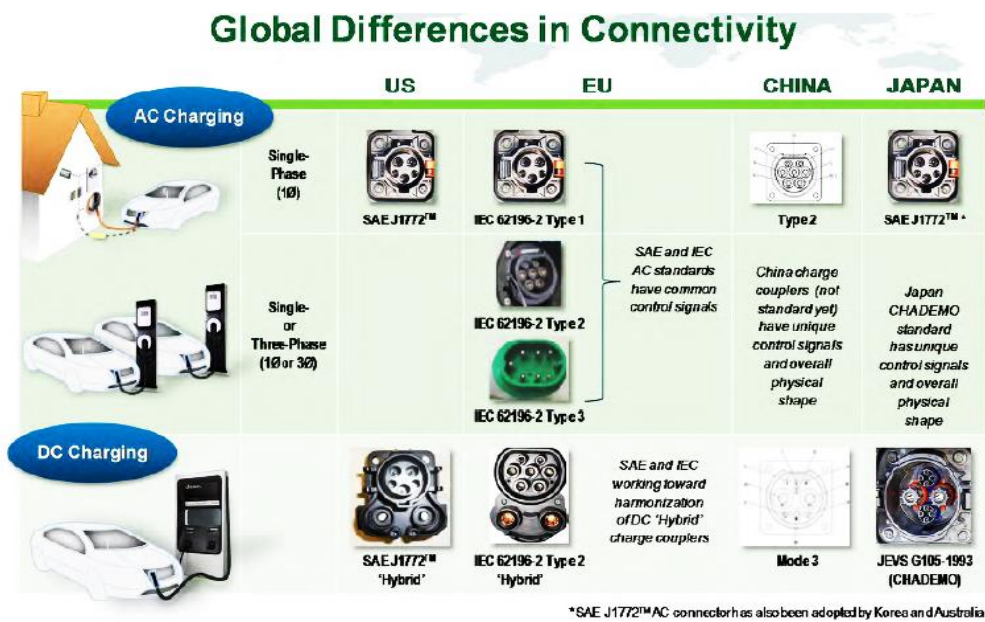 Global Differences in Connectivity
US
EU
CHINA
JAPAN
AC Charging
Single-
Phase
(1Ø)
SAE J1772™
IEC 62196-2 Type 1
Type 2
SAE J1772™ *
Single-
or
Three-Phase
(1Ø or 3Ø)
IEC 62196-2 Type 2
IEC 62196-2 Type 3
SAE and IEC
AC standards
have common
control signals
China charge
couplers (not
standard yet)
have unique
control signals
and overall
physical
shape
Japan
CHADEMO
standard
has unique
control signals
and overall
physical
shape
DC Charging
SAE J1772™
'Hybrid'
IEC 62196-2 Type 2
'Hybrid'
SAE and IEC
working toward
harmonization
of DC 'Hybrid'
charge couplers
Mode 3
JEVS G105-1993
(CHADEMO)
*SAE J1772™ AC connector has also been adopted by Korea and Australia